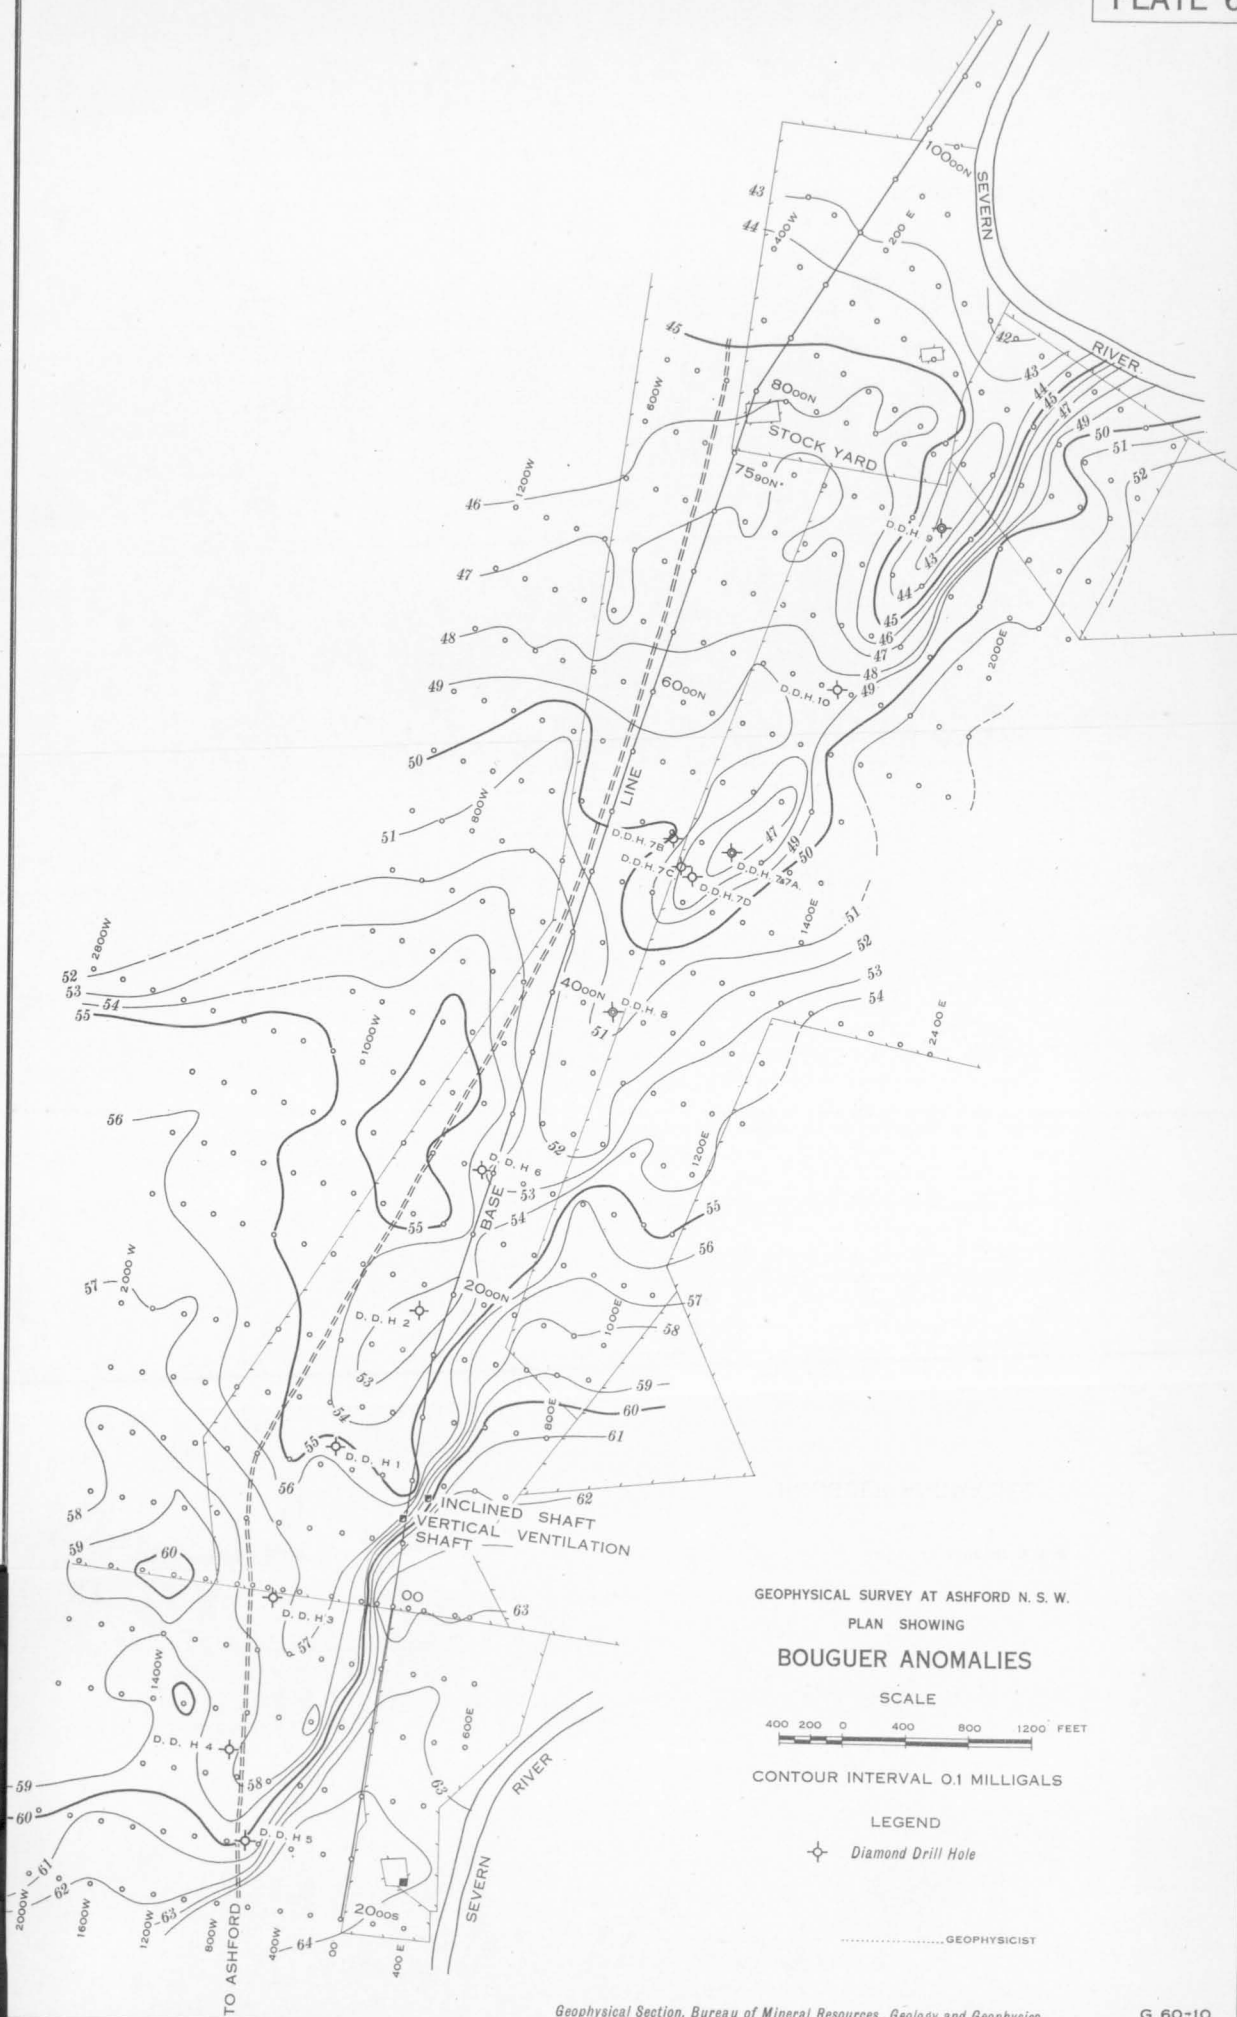 PLATE 6
10000N
SEVERN
43
44
400W
200 E
45
42
RIVER
43
44
45
47
49
50
51
52
600W
8000N
STOCK YARD
7590N
46
1200W
D.D.H. 9
43
44
45
46
47
48
49
47
48
49
6000N
D.D.H. 10
2000E
50
LINE
51
800W
D.D.H. 7B
D.D.H. 7C
D.D.H. 7&7A
D.D.H. 7D
47
49
50
1400E
51
52
53
54
2800W
52
53
54
55
4000N
D.D.H. 8
51
1000W
2400 E
56
52
1200E
D. D. H 6
53
54
BASE
55
55
56
57
58
57
2000 W
2000N
1000E
D. D. H 2
53
54
59
60
61
800E
55
D. D. H 1
56
62
58
INCLINED SHAFT
VERTICAL VENTILATION
SHAFT
59
60
00
D. D. H 3
57
63
1400W
D. D. H 4
58
600E
63
RIVER
SEVERN
59
60
D. D. H 5
61
62
63
64
2000S
2000W
1600W
1200W
800W
400W
00
400 E
TO ASHFORD
GEOPHYSICAL SURVEY AT ASHFORD N. S. W.
PLAN SHOWING
BOUGUER ANOMALIES
SCALE
400 200 0 400 800 1200 FEET
CONTOUR INTERVAL 0.1 MILLIGALS
LEGEND
Diamond Drill Hole
GEOPHYSICIST
Geophysical Section, Bureau of Mineral Resources, Geology and Geophysics
G 60-10